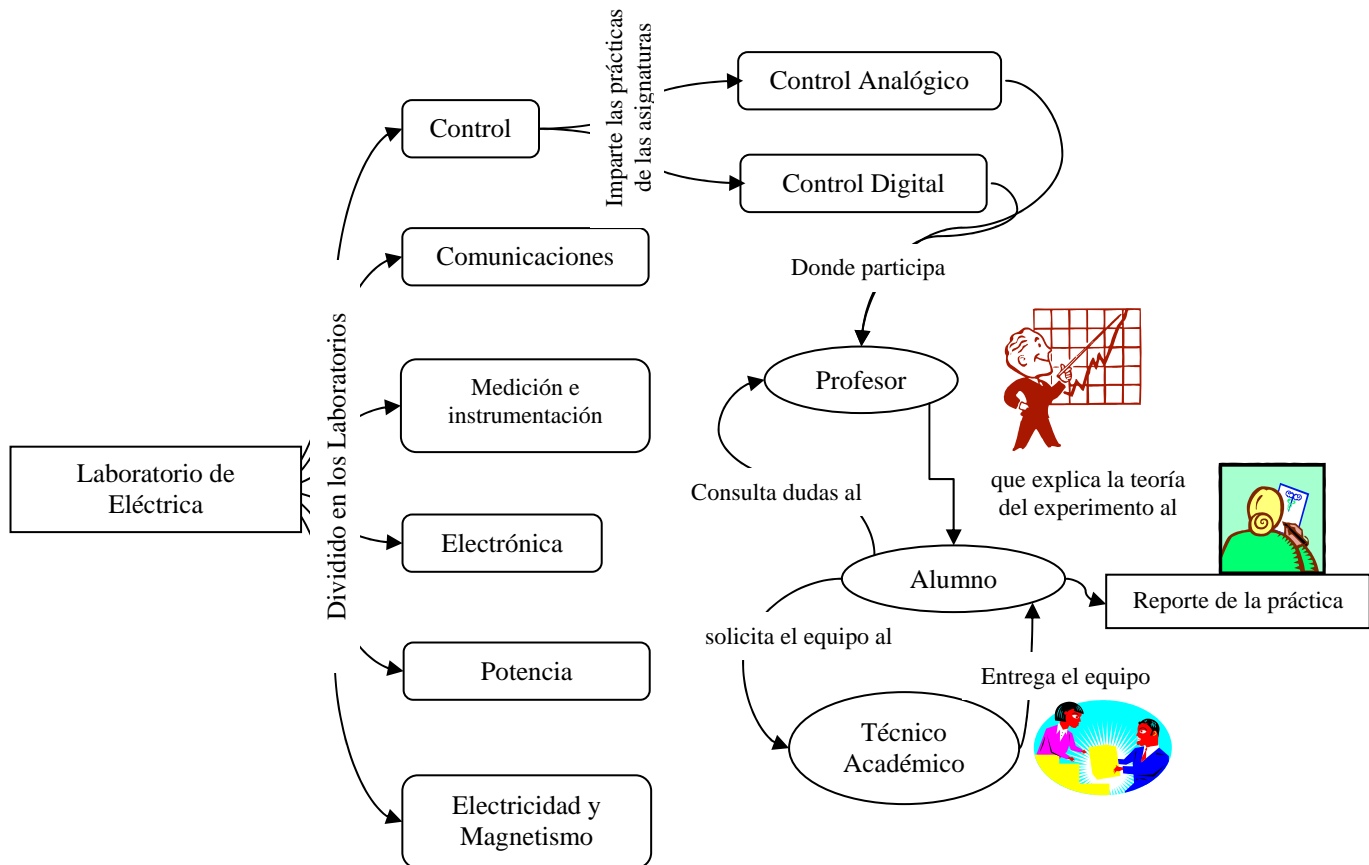 Laboratorio de
Eléctrica
Dividido en los Laboratorios
Control
Comunicaciones
Medición e
instrumentación
Electrónica
Potencia
Electricidad y
Magnetismo
Imparte las prácticas
de las asignaturas
Control Analógico
Control Digital
Donde participa
Profesor
que explica la teoría
del experimento al
Consulta dudas al
Alumno
Reporte de la práctica
solicita el equipo al
Entrega el equipo
Técnico
Académico